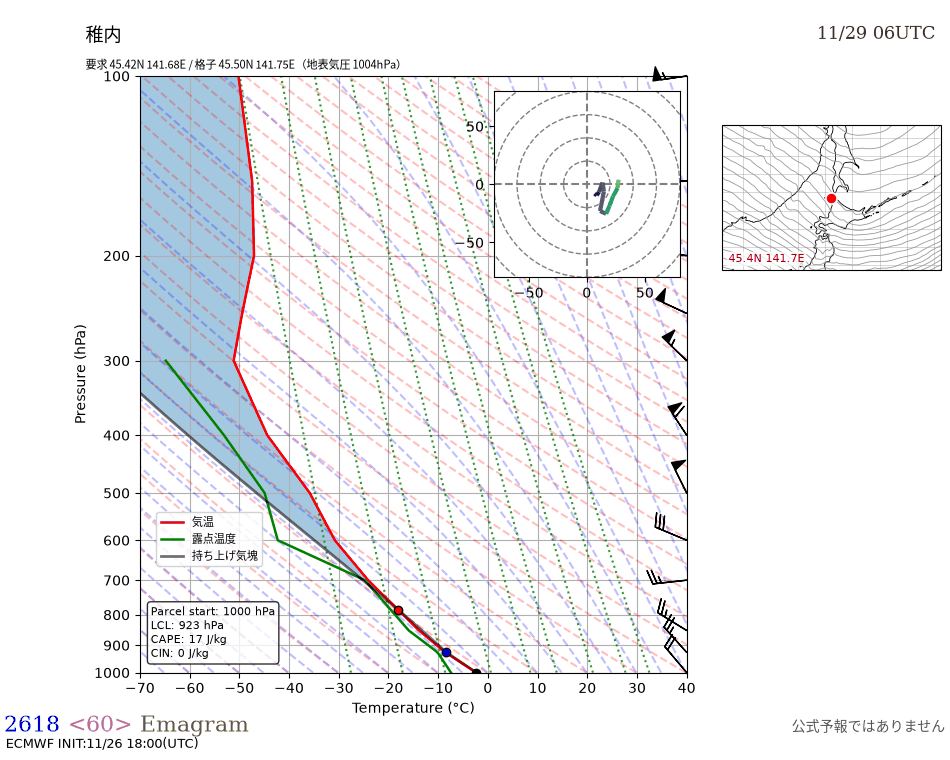 稚内
11/29 06UTC
要求 45.42N 141.68E / 格子 45.50N 141.75E（地表気圧 1004hPa）
100
200
300
400
500
600
700
800
900
1000
Pressure (hPa)
50
0
−50
−50 0 50
45.4N 141.7E
気温
露点温度
持ち上げ気塊
Parcel start: 1000 hPa
LCL: 923 hPa
CAPE: 17 J/kg
CIN: 0 J/kg
−70 −60 −50 −40 −30 −20 −10 0 10 20 30 40
Temperature (°C)
2618 <60> Emagram
公式予報ではありません
ECMWF INIT:11/26 18:00(UTC)